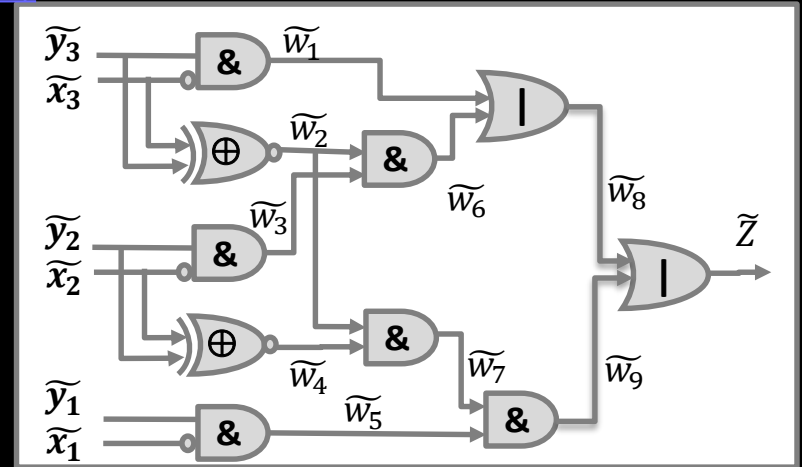 ỹ₃
x̃₃
&
w̃₁
|
⊕
w̃₂
&
w̃₆
w̃₈
ỹ₂
x̃₂
&
w̃₃
Z̃
|
⊕
w̃₄
&
w̃₇
w̃₉
ỹ₁
x̃₁
&
w̃₅
&